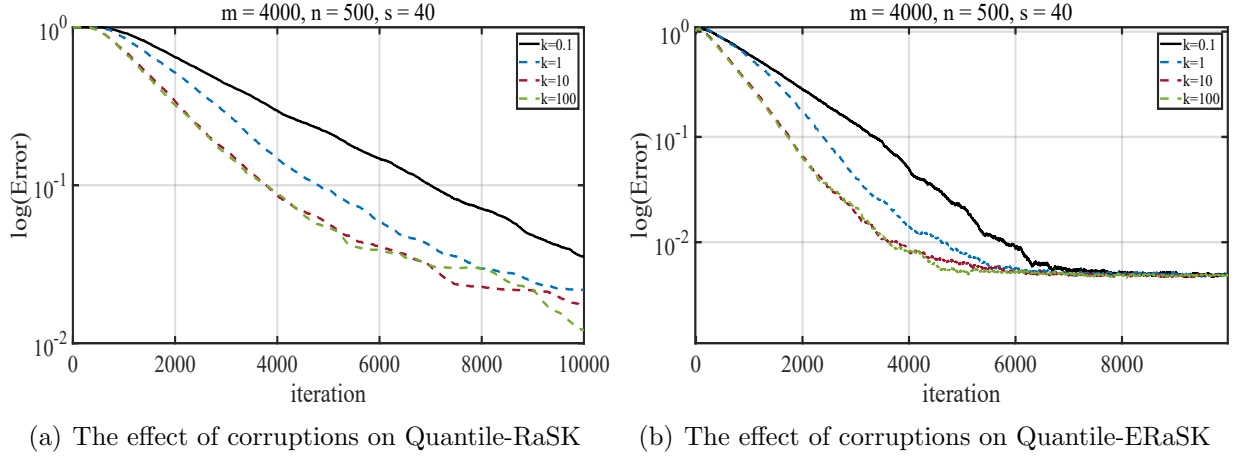 m = 4000, n = 500, s = 40
10^0
10^-1
10^-2
log(Error)
k=0.1
k=1
k=10
k=100
0 2000 4000 6000 8000 10000
iteration
(a) The effect of corruptions on Quantile-RaSK
m = 4000, n = 500, s = 40
10^0
10^-1
10^-2
log(Error)
k=0.1
k=1
k=10
k=100
0 2000 4000 6000 8000
iteration
(b) The effect of corruptions on Quantile-ERaSK